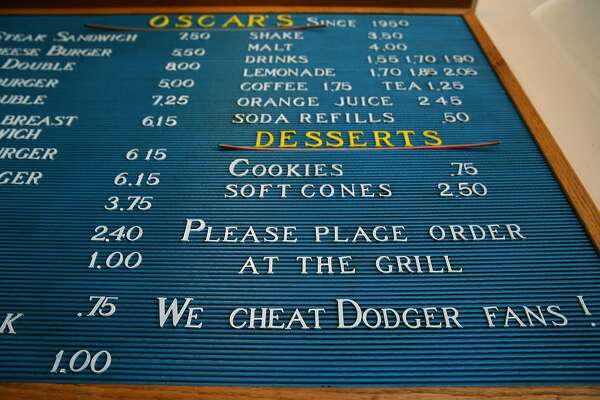 OSCAR'S SINCE 1950
STEAK SANDWICH 7.50
CHEESE BURGER 5.50
DOUBLE 8.00
BURGER 5.00
DOUBLE 7.25
BREAST 6.15
WICH
URGER 6.15
GER 6.15
3.75
2.40
1.00
.75
K
1.00
SHAKE 3.50
MALT 4.00
DRINKS 1.55 1.70 1.90
LEMONADE 1.70 1.85 2.05
COFFEE 1.75 TEA 1.25
ORANGE JUICE 2.45
SODA REFILLS .50
DESSERTS
COOKIES .75
SOFT CONES 2.50
PLEASE PLACE ORDER
AT THE GRILL
WE CHEAT DODGER FANS!